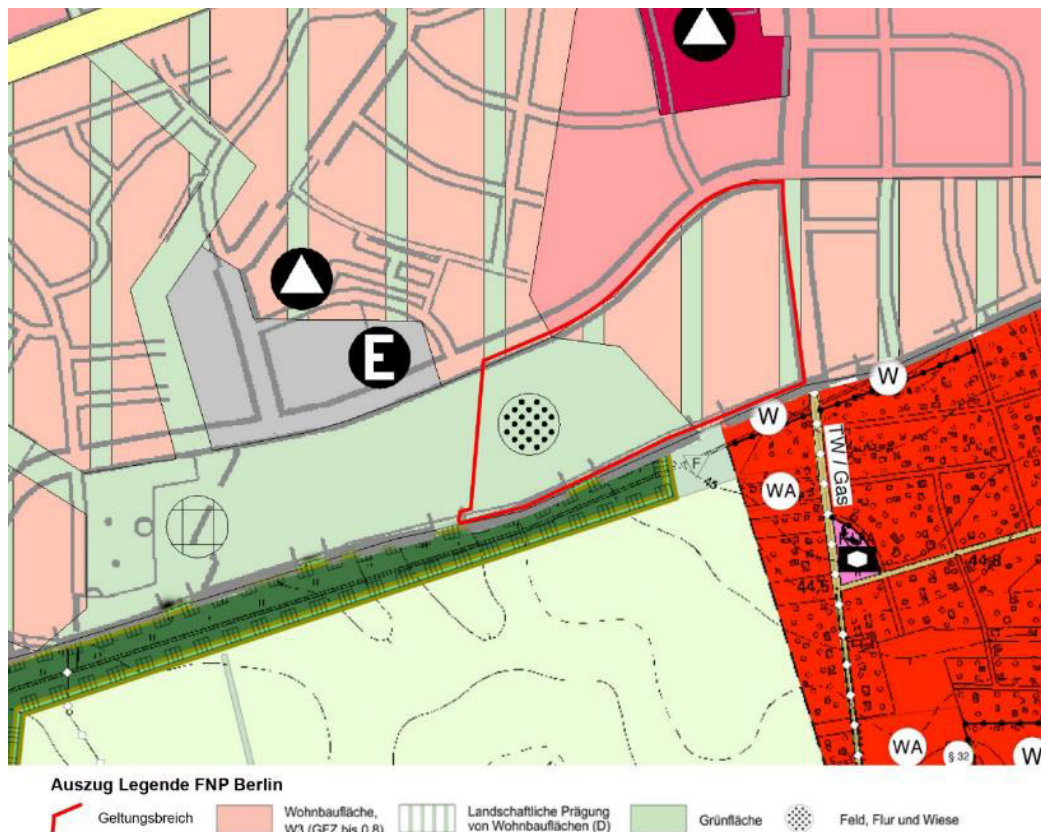 E
W
W
F
45
WA
TW / Gas
44,8
44,5
WA
§ 32
W
Auszug Legende FNP Berlin
Geltungsbreich
Wohnbaufläche,
W3 (GFZ bis 0,8)
Landschaftliche Prägung
von Wohnbauflächen (D)
Grünfläche
Feld, Flur und Wiese